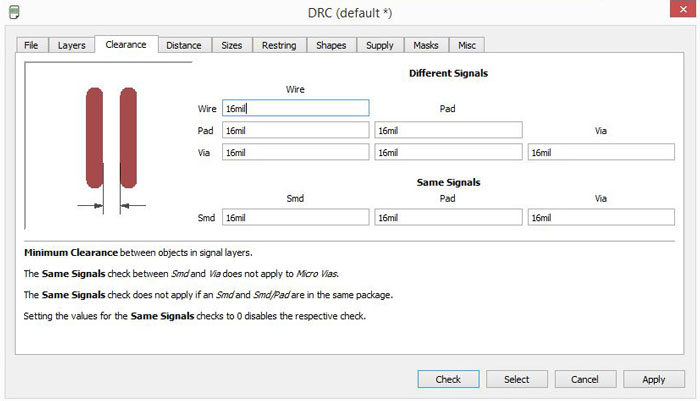 DRC (default *)
File Layers Clearance Distance Sizes Restring Shapes Supply Masks Misc
Different Signals
Wire
Wire 16mil Pad
Pad 16mil 16mil Via
Via 16mil 16mil 16mil
Same Signals
Smd Pad Via
Smd 16mil 16mil 16mil
Minimum Clearance between objects in signal layers.
The Same Signals check between Smd and Via does not apply to Micro Vias.
The Same Signals check does not apply if an Smd and Smd/Pad are in the same package.
Setting the values for the Same Signals checks to 0 disables the respective check.
Check Select Cancel Apply